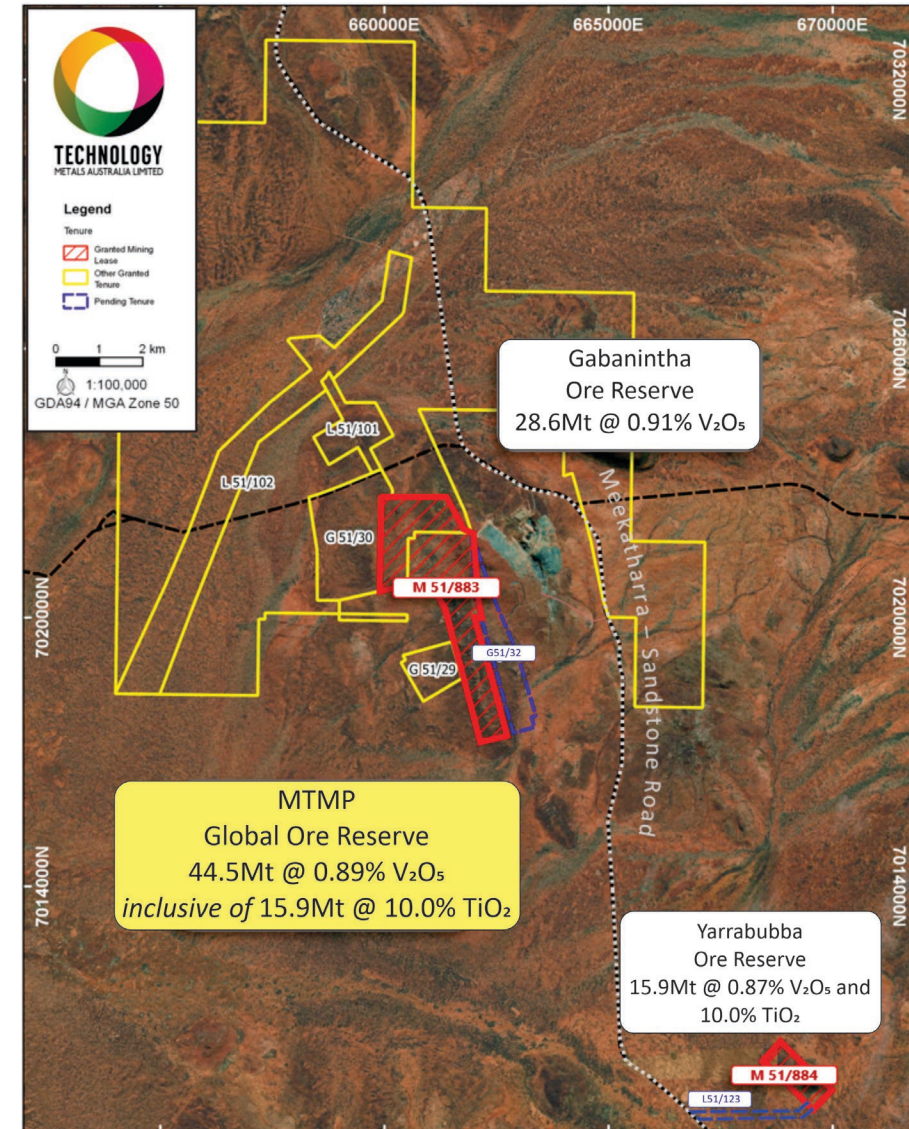 660000E
665000E
670000E
7032000N
TECHNOLOGY
METALS AUSTRALIA LIMITED
Legend
Tenure
Granted Mining
Lease
Other Granted
Tenure
Pending Tenure
0 1 2 km
N
1:100,000
GDA94 / MGA Zone 50
7026000N
Gabanintha
Ore Reserve
28.6Mt @ 0.91% V₂O₅
L 51/101
L 51/102
G 51/30
Meekatharra – Sandstone Road
M 51/883
7020000N
7020000N
G51/32
G 51/29
MTMP
Global Ore Reserve
44.5Mt @ 0.89% V₂O₅
inclusive of 15.9Mt @ 10.0% TiO₂
7014000N
7014000N
Yarrabubba
Ore Reserve
15.9Mt @ 0.87% V₂O₅ and
10.0% TiO₂
M 51/884
L51/123